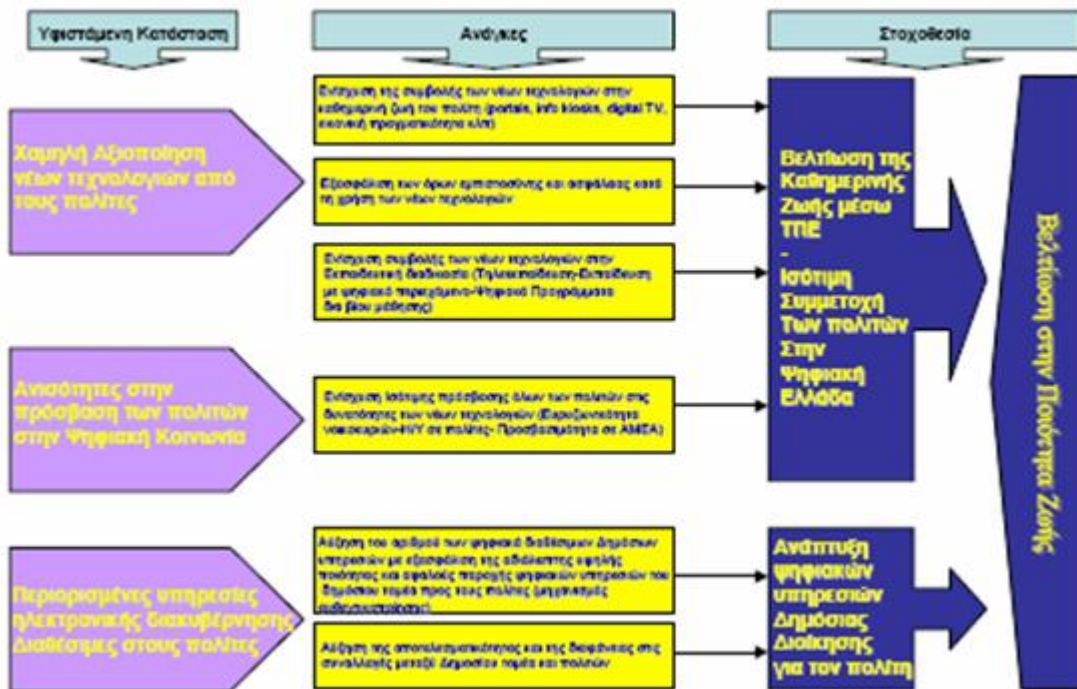 Υφιστάμενη Κατάσταση
Ανάγκες
Στοχοθεσία
Χαμηλή Αξιοποίηση
νέων τεχνολογιών από
τους πολίτες
Ανισότητες στην
πρόσβαση των πολιτών
στην Ψηφιακή Κοινωνία
Περιορισμένες υπηρεσίες
ηλεκτρονικής διακυβέρνησης
Διαθέσιμες στους πολίτες
Ενίσχυση της συμβολής των νέων τεχνολογιών στην
καθημερινή ζωή του πολίτη (portals, info kiosks, digital TV,
εικονική πραγματικότητα κλπ)
Εξασφάλιση των όρων εμπιστοσύνης και ασφάλειας κατά
τη χρήση των νέων τεχνολογιών
Ενίσχυση συμβολής των νέων τεχνολογιών στην
Εκπαιδευτική διαδικασία (Τηλεεκπαίδευση-Εκπαίδευση
με ψηφιακό περιεχόμενο-Ψηφιακά Προγράμματα
δια βίου μάθησης)
Ενίσχυση Ισότιμης πρόσβασης όλων των πολιτών στις
δυνατότητες των νέων τεχνολογιών (Ευρυζωνικότητα
νοικοκυριών-Η/Υ σε πολίτες- Προσβασιμότητα σε ΑΜΕΑ)
Αύξηση του αριθμού των ψηφιακά διαθέσιμων Δημόσιων
υπηρεσιών με εξασφάλιση της αδιάλειπτης υψηλής
ποιότητας και ασφαλούς παροχής ψηφιακών υπηρεσιών του
δημόσιου τομέα προς τους πολίτες (μηχανισμός
Αύξηση της αποτελεσματικότητας και της διαφάνειας στις
συναλλαγές μεταξύ Δημοσίου τομέα και πολιτών
Βελτίωση της
Καθημερινής
Ζωής μέσω
ΤΠΕ
-
Ισότιμη
Συμμετοχή
Των πολιτών
Στην
Ψηφιακή
Ελλάδα
Ανάπτυξη
ψηφιακών
υπηρεσιών
Δημόσιας
Διοίκησης
για τον πολίτη
Βελτίωση στην Ποιότητα Ζωής